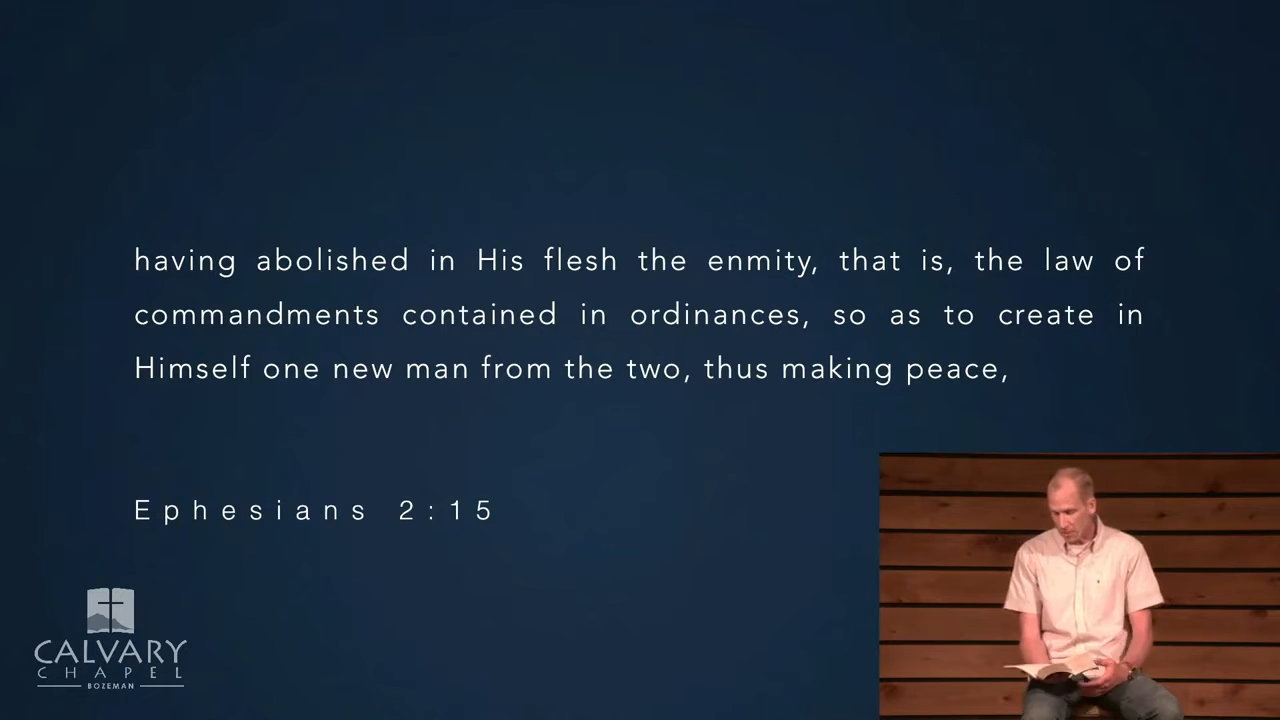 having abolished in His flesh the enmity, that is, the law of
commandments contained in ordinances, so as to create in
Himself one new man from the two, thus making peace,
Ephesians 2:15
CALVARY
CHAPEL
BOZEMAN